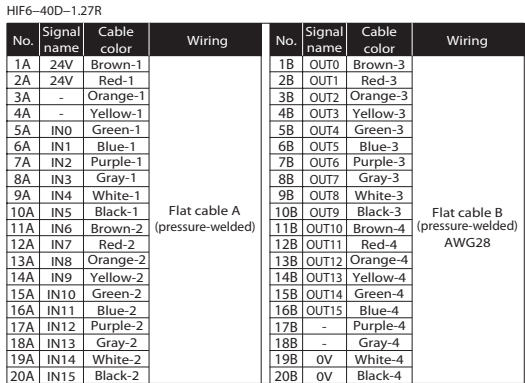 HIF6–40D–1.27R
No. Signal name Cable color Wiring No. Signal name Cable color Wiring
1A 24V Brown-1 1B OUT0 Brown-3
2A 24V Red-1 2B OUT1 Red-3
3A - Orange-1 3B OUT2 Orange-3
4A - Yellow-1 4B OUT3 Yellow-3
5A IN0 Green-1 5B OUT4 Green-3
6A IN1 Blue-1 6B OUT5 Blue-3
7A IN2 Purple-1 7B OUT6 Purple-3
8A IN3 Gray-1 8B OUT7 Gray-3
9A IN4 White-1 9B OUT8 White-3
10A IN5 Black-1 Flat cable A 10B OUT9 Black-3 Flat cable B
11A IN6 Brown-2 (pressure-welded) 11B OUT10 Brown-4 (pressure-welded)
12A IN7 Red-2 12B OUT11 Red-4 AWG28
13A IN8 Orange-2 13B OUT12 Orange-4
14A IN9 Yellow-2 14B OUT13 Yellow-4
15A IN10 Green-2 15B OUT14 Green-4
16A IN11 Blue-2 16B OUT15 Blue-4
17A IN12 Purple-2 17B - Purple-4
18A IN13 Gray-2 18B - Gray-4
19A IN14 White-2 19B 0V White-4
20A IN15 Black-2 20B 0V Black-4